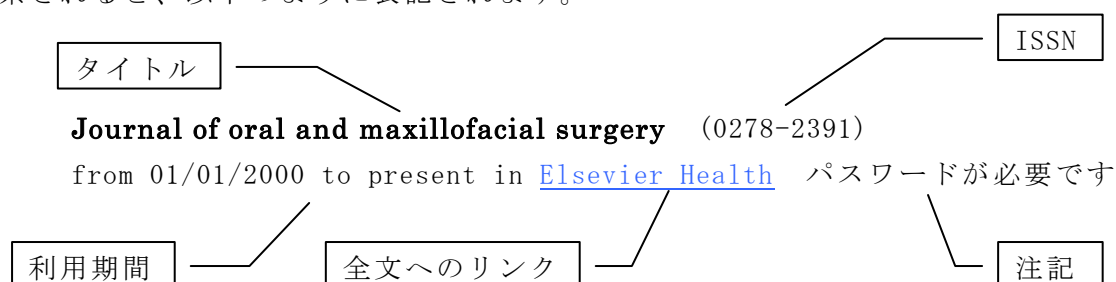 されると、以下のように表記されます。
ISSN
タイトル
Journal of oral and maxillofacial surgery (0278-2391)
from 01/01/2000 to present in Elsevier Health パスワードが必要です
利用期間 全文へのリンク 注記